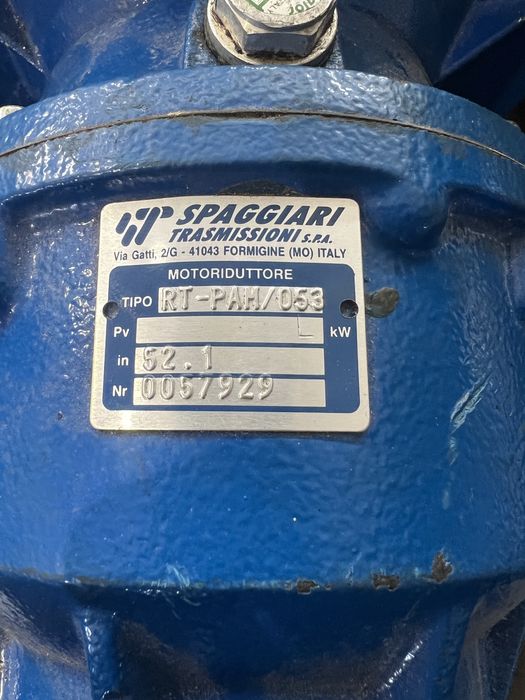 SPAGGIARI
TRASMISSIONI S.P.A.
Via Gatti, 2/G - 41043 FORMIGINE (MO) ITALY
MOTORIDUTTORE
TIPO RT-PAM/053
Pv L kW
in 52.1
Nr 0057929